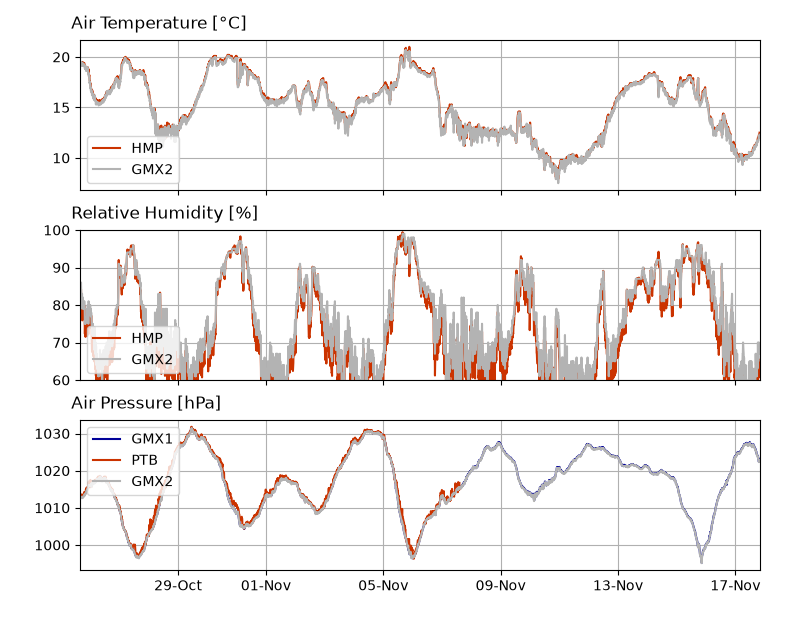 Air Temperature [°C]
20
15
10
HMP
GMX2
Relative Humidity [%]
100
90
80
70
60
HMP
GMX2
Air Pressure [hPa]
1030
1020
1010
1000
GMX1
PTB
GMX2
29-Oct 01-Nov 05-Nov 09-Nov 13-Nov 17-Nov